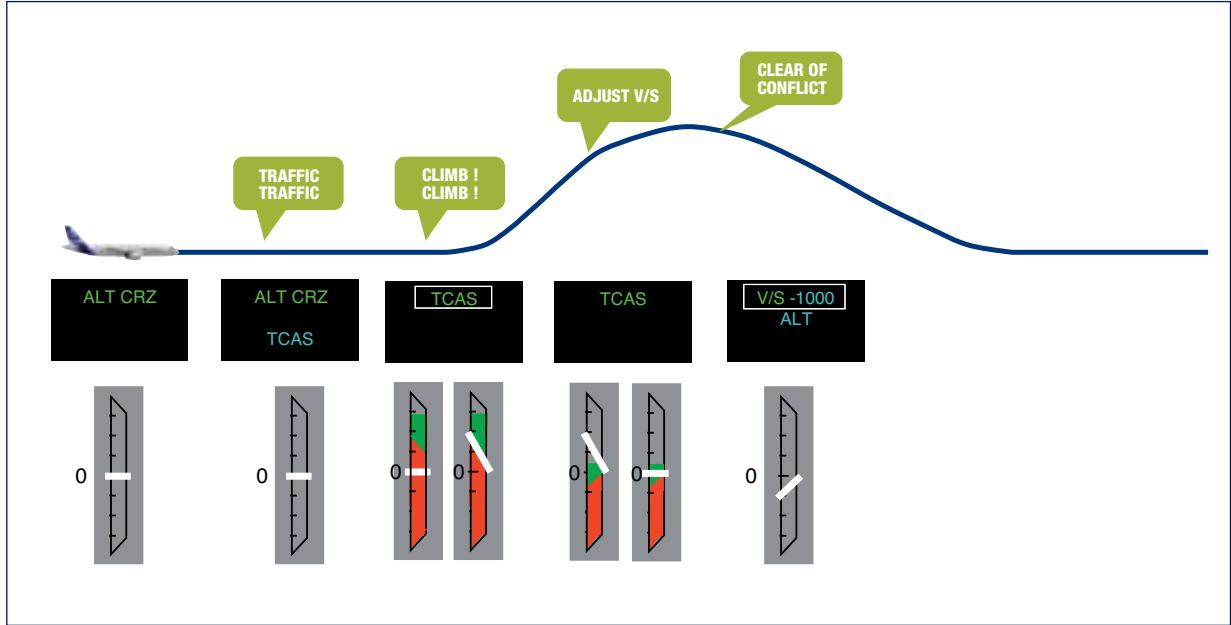 CLEAR OF
CONFLICT
ADJUST V/S
TRAFFIC
TRAFFIC
CLIMB !
CLIMB !
ALT CRZ
ALT CRZ
TCAS
TCAS
TCAS
V/S -1000
ALT
0
0
0
0
0
0
0